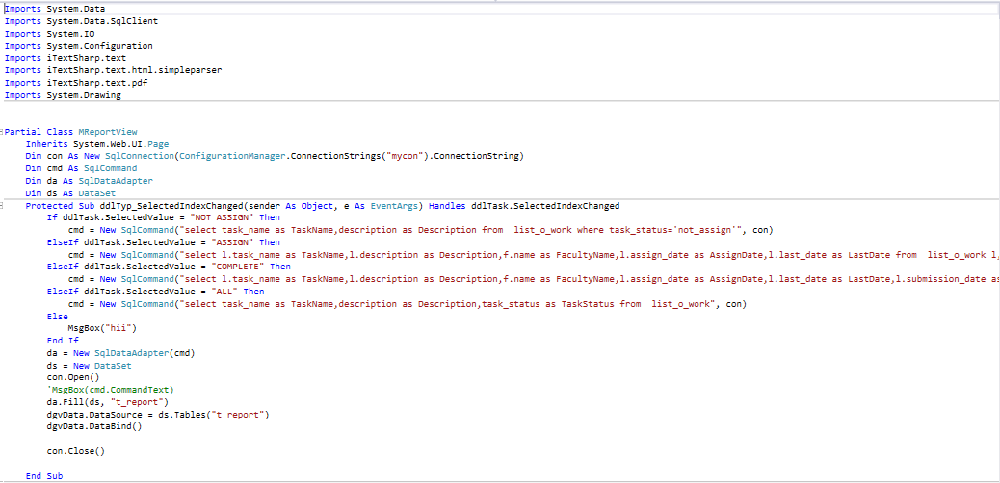 Imports System.Data
Imports System.Data.SqlClient
Imports System.IO
Imports System.Configuration
Imports iTextSharp.text
Imports iTextSharp.text.html.simpleparser
Imports iTextSharp.text.pdf
Imports System.Drawing
Partial Class MReportView
Inherits System.Web.UI.Page
Dim con As New SqlConnection(ConfigurationManager.ConnectionStrings("mycon").ConnectionString)
Dim cmd As SqlCommand
Dim da As SqlDataAdapter
Dim ds As DataSet
Protected Sub ddlTyp_SelectedIndexChanged(sender As Object, e As EventArgs) Handles ddlTask.SelectedIndexChanged
If ddlTask.SelectedValue = "NOT ASSIGN" Then
cmd = New SqlCommand("select task_name as TaskName,description as Description from  list_o_work where task_status='not_assign'", con)
ElseIf ddlTask.SelectedValue = "ASSIGN" Then
cmd = New SqlCommand("select l.task_name as TaskName,l.description as Description,f.name as FacultyName,l.assign_date as AssignDate,l.last_date as LastDate from  list_o_work l,
ElseIf ddlTask.SelectedValue = "COMPLETE" Then
cmd = New SqlCommand("select l.task_name as TaskName,l.description as Description,f.name as FacultyName,l.assign_date as AssignDate,l.last_date as LastDate,l.submission_date as
ElseIf ddlTask.SelectedValue = "ALL" Then
cmd = New SqlCommand("select task_name as TaskName,description as Description,task_status as TaskStatus from  list_o_work", con)
Else
MsgBox("hii")
End If
da = New SqlDataAdapter(cmd)
ds = New DataSet
con.Open()
'MsgBox(cmd.CommandText)
da.Fill(ds, "t_report")
dgvData.DataSource = ds.Tables("t_report")
dgvData.DataBind()
con.Close()
End Sub